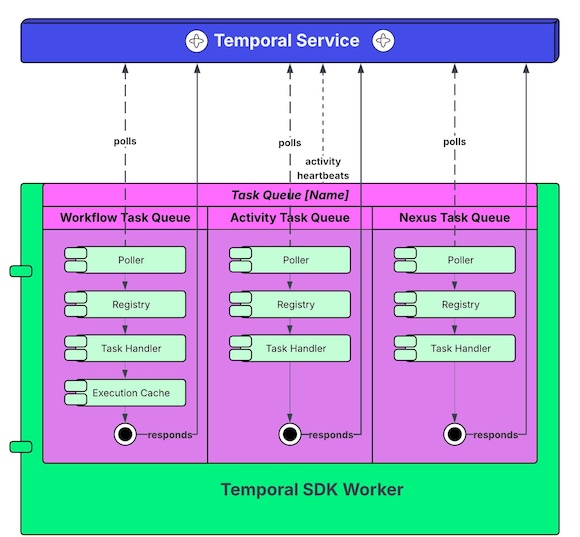 Temporal Service
polls
polls
activity
heartbeats
polls
Task Queue [Name]
Workflow Task Queue
Activity Task Queue
Nexus Task Queue
Poller
Poller
Poller
Registry
Registry
Registry
Task Handler
Task Handler
Task Handler
Execution Cache
responds
responds
responds
Temporal SDK Worker